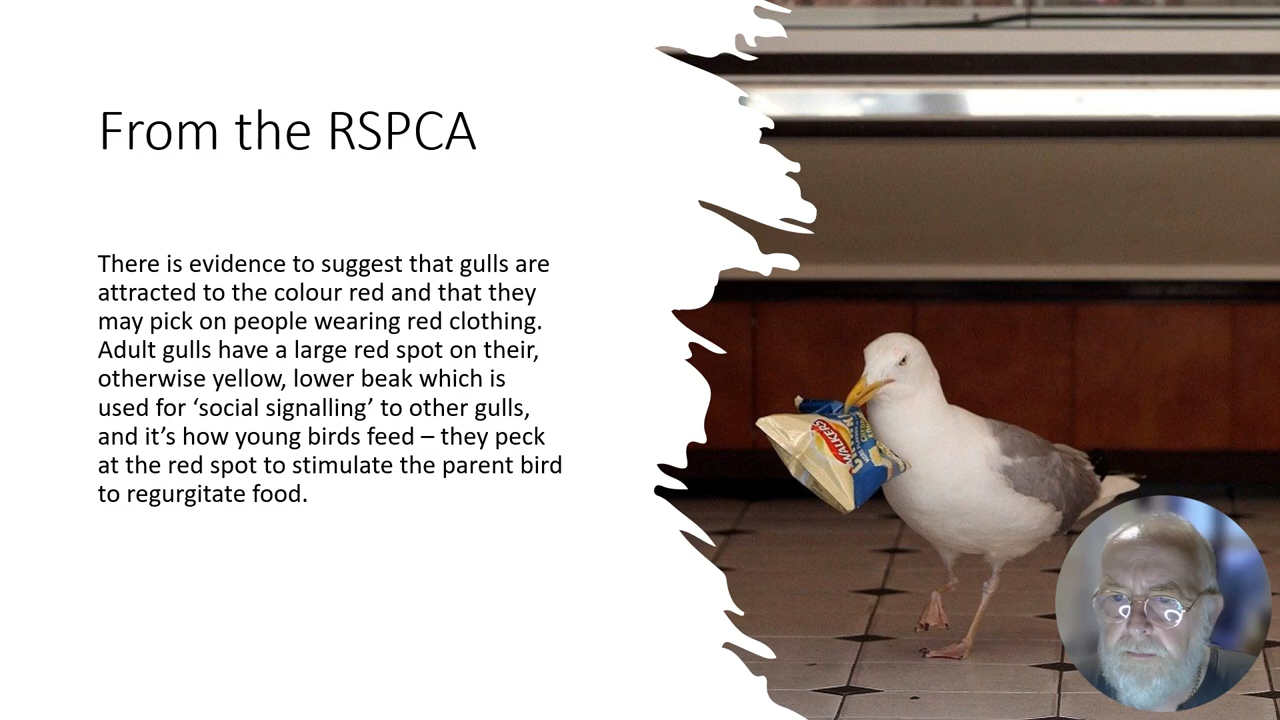 From the RSPCA
There is evidence to suggest that gulls are
attracted to the colour red and that they
may pick on people wearing red clothing.
Adult gulls have a large red spot on their,
otherwise yellow, lower beak which is
used for ‘social signalling’ to other gulls,
and it’s how young birds feed – they peck
at the red spot to stimulate the parent bird
to regurgitate food.
WALKERS